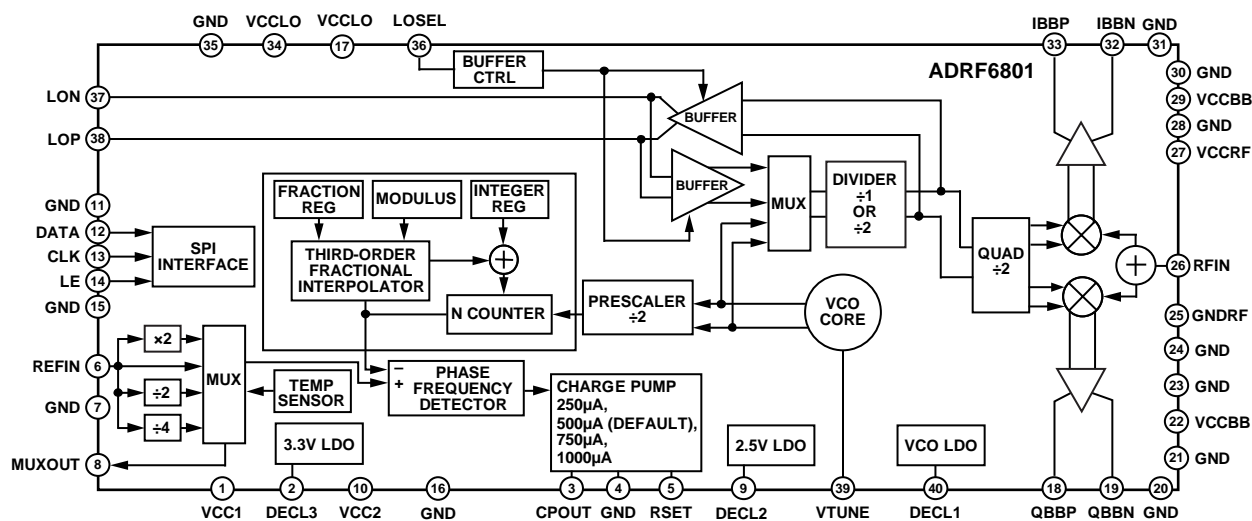 GND VCCLO VCCLO LOSEL IBBP IBBN GND
35 34 17 36 33 32 31
BUFFER
CTRL
ADRF6801
30 GND
29 VCCBB
28 GND
27 VCCRF
LON 37
LOP 38
BUFFER
BUFFER
MUX
DIVIDER
÷1
OR
÷2
FRACTION
REG
MODULUS
INTEGER
REG
THIRD-ORDER
FRACTIONAL
INTERPOLATOR
+
N COUNTER
PRESCALER
÷2
VCO
CORE
QUAD
÷2
+
26 RFIN
25 GNDRF
24 GND
23 GND
22 VCCBB
21 GND
GND 11
DATA 12
CLK 13
LE 14
GND 15
SPI
INTERFACE
REFIN 6
GND 7
MUXOUT 8
×2
÷2
÷4
MUX
TEMP
SENSOR
–
+
PHASE
FREQUENCY
DETECTOR
CHARGE PUMP
250µA,
500µA (DEFAULT),
750µA,
1000µA
3.3V LDO
2.5V LDO
VCO LDO
1 2 10 16 3 4 5 9 39 40 18 19 20
VCC1 DECL3 VCC2 GND CPOUT GND RSET DECL2 VTUNE DECL1 QBBP QBBN GND